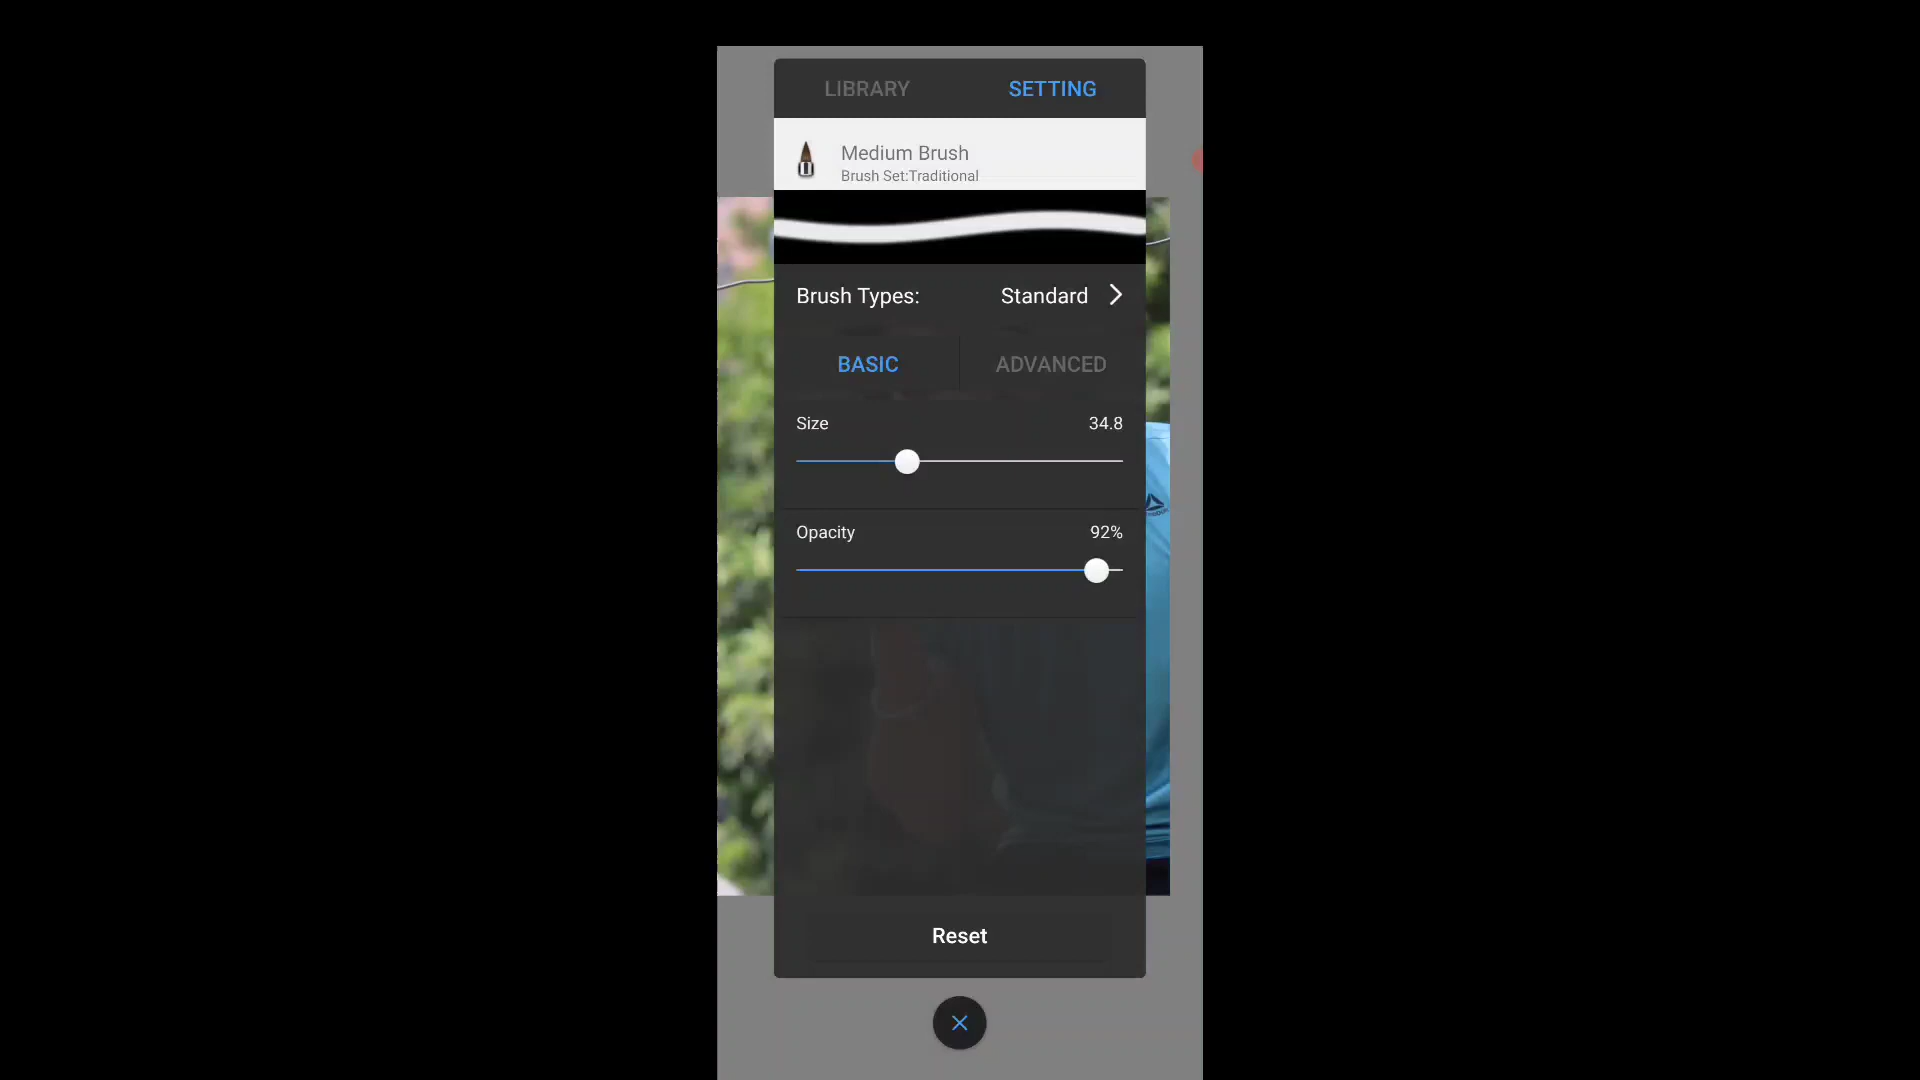 LIBRARY SETTING
Medium Brush
Brush Set:Traditional
Brush Types: Standard
BASIC ADVANCED
Size 34.8
Opacity 92%
Reset